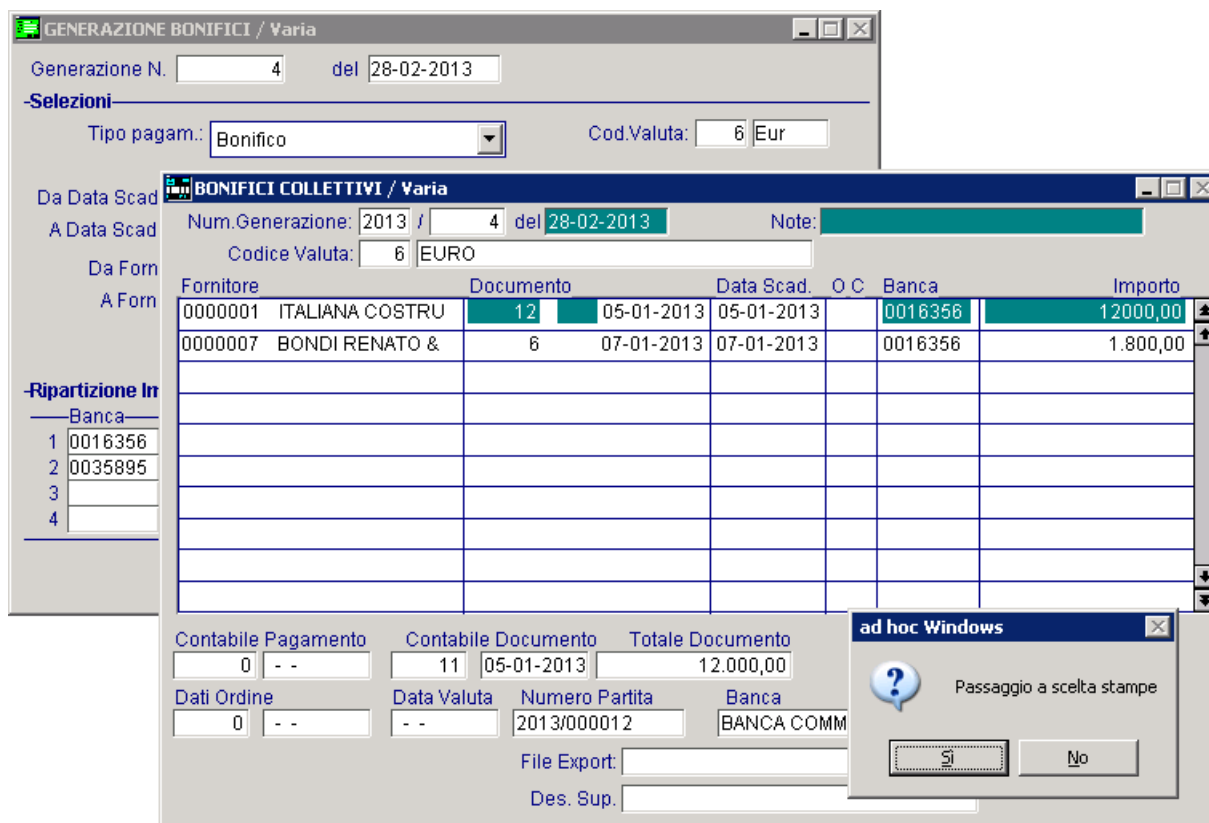 GENERAZIONE BONIFICI / Varia
Generazione N. 4 del 28-02-2013
Selezioni
Tipo pagam.: Bonifico Cod.Valuta: 6 Eur
Da Data Scad
A Data Scad
Da Forn
A Forn
Ripartizione Im
Banca
1 0016356
2 0035895
3
4
BONIFICI COLLETTIVI / Varia
Num.Generazione: 2013 / 4 del 28-02-2013 Note:
Codice Valuta: 6 EURO
Fornitore Documento Data Scad. O C Banca Importo
0000001 ITALIANA COSTRU 12 05-01-2013 05-01-2013 0016356 12000,00
0000007 BONDI RENATO & 6 07-01-2013 07-01-2013 0016356 1.800,00
Contabile Pagamento Contabile Documento Totale Documento
0 - - 11 05-01-2013 12.000,00
Dati Ordine Data Valuta Numero Partita Banca
0 - - - - 2013/000012 BANCA COMM
File Export:
Des. Sup.
ad hoc Windows
Passaggio a scelta stampe
Sì No